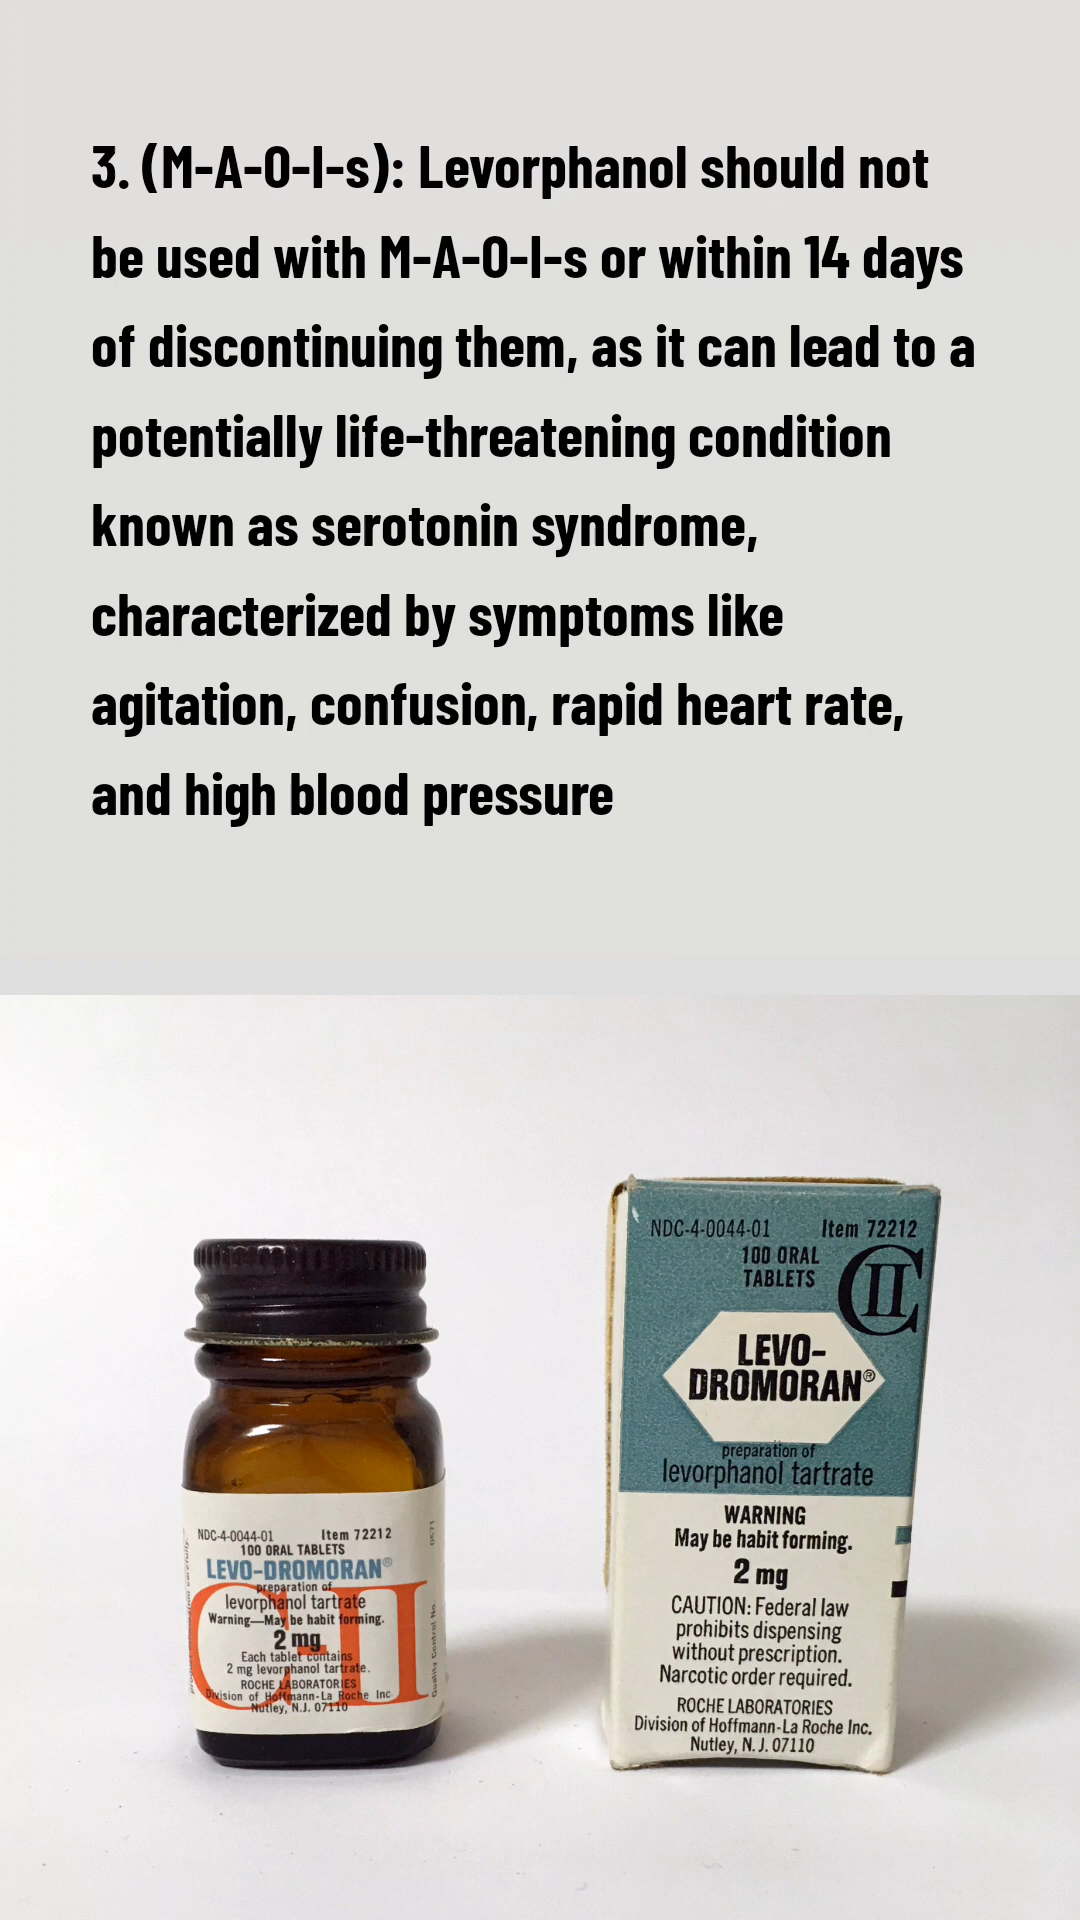 3. (M-A-O-I-s): Levorphanol should not
be used with M-A-O-I-s or within 14 days
of discontinuing them, as it can lead to a
potentially life-threatening condition
known as serotonin syndrome,
characterized by symptoms like
agitation, confusion, rapid heart rate,
and high blood pressure
NDC-4-0044-01 Item 72212
100 ORAL TABLETS
LEVO-DROMORAN®
preparation of
levorphanol tartrate
Warning—May be habit forming.
2 mg
Each tablet contains
2 mg levorphanol tartrate.
ROCHE LABORATORIES
Division of Hoffmann-La Roche Inc
Nutley, N.J. 07110
C-II
Quality Control No.
NDC-4-0044-01 Item 72212
100 ORAL
TABLETS
CII
LEVO-
DROMORAN®
preparation of
levorphanol tartrate
WARNING
May be habit forming.
2 mg
CAUTION: Federal law
prohibits dispensing
without prescription.
Narcotic order required.
ROCHE LABORATORIES
Division of Hoffmann-La Roche Inc.
Nutley, N.J. 07110